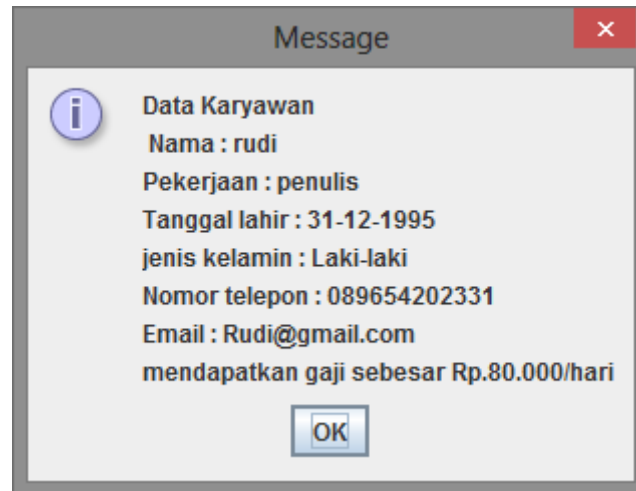 Message
Data Karyawan
Nama : rudi
Pekerjaan : penulis
Tanggal lahir : 31-12-1995
jenis kelamin : Laki-laki
Nomor telepon : 089654202331
Email : Rudi@gmail.com
mendapatkan gaji sebesar Rp.80.000/hari
OK